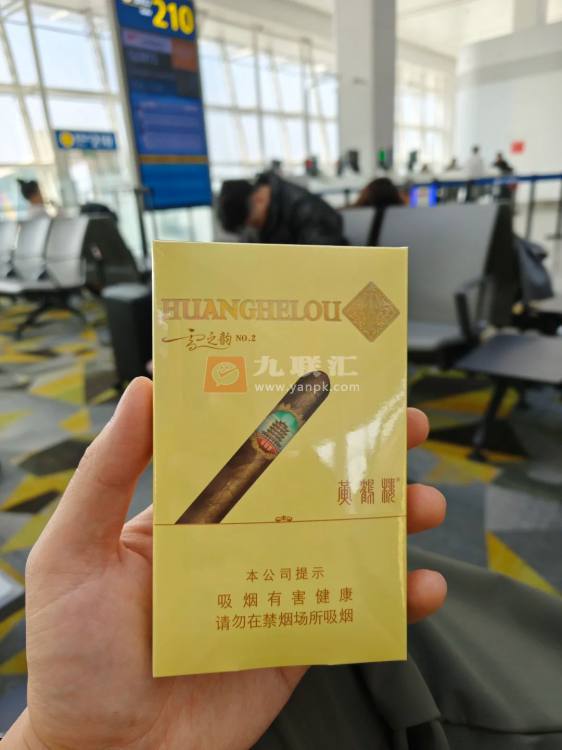 210
HUANGHELOU
雪之韵 NO.2
九联汇
www.yanpk.com
黄鹤楼
本公司提示
吸烟有害健康
请勿在禁烟场所吸烟